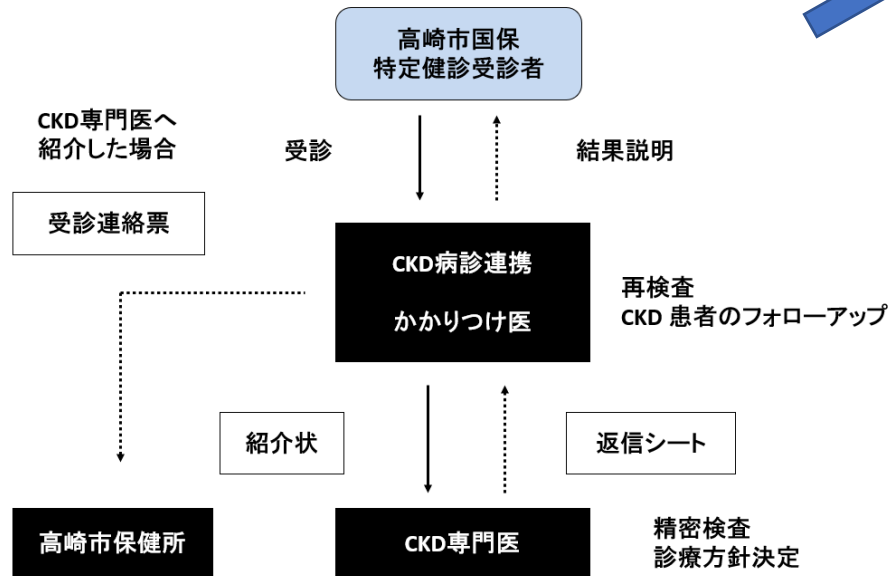 高崎市国保
特定健診受診者
CKD専門医へ
紹介した場合
受診
結果説明
受診連絡票
CKD病診連携
かかりつけ医
再検査
CKD 患者のフォローアップ
紹介状
返信シート
高崎市保健所
CKD専門医
精密検査
診療方針決定